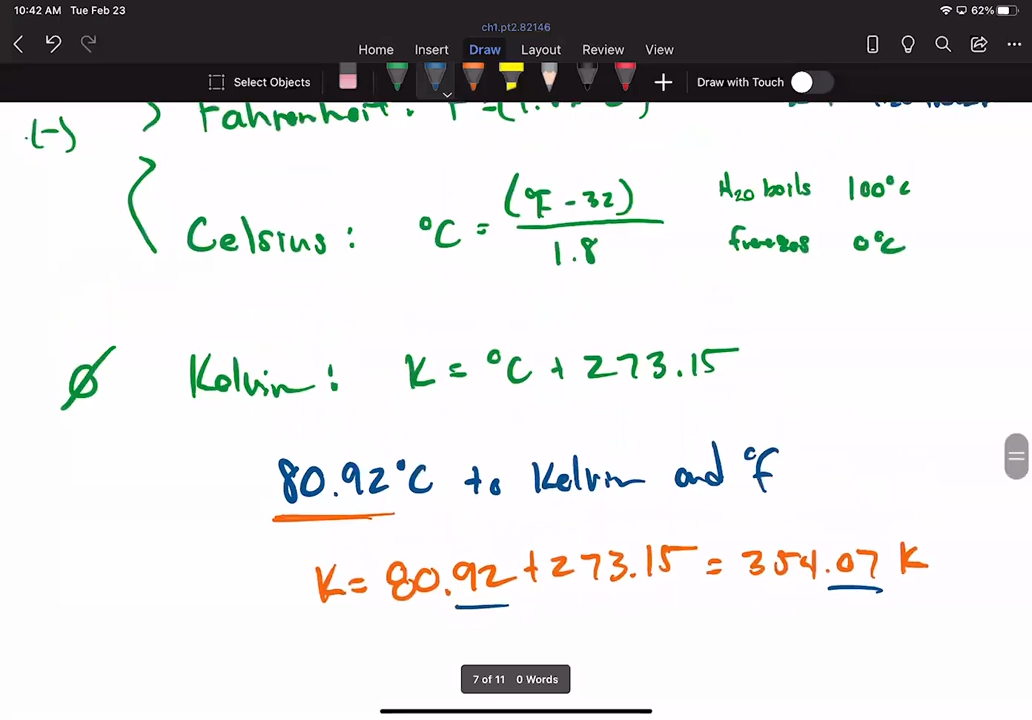 10:42 AM Tue Feb 23
62%
ch1.pt2.82146
Home Insert Draw Layout Review View
Select Objects
Draw with Touch
(-)
Fahrenheit:
Celsius: °C = (°F - 32) / 1.8
H20 boils 100°C
freezes 0°C
Ø Kelvin: K = °C + 273.15
80.92°C to Kelvin and °F
K= 80.92 + 273.15 = 354.07 K
7 of 11 0 Words